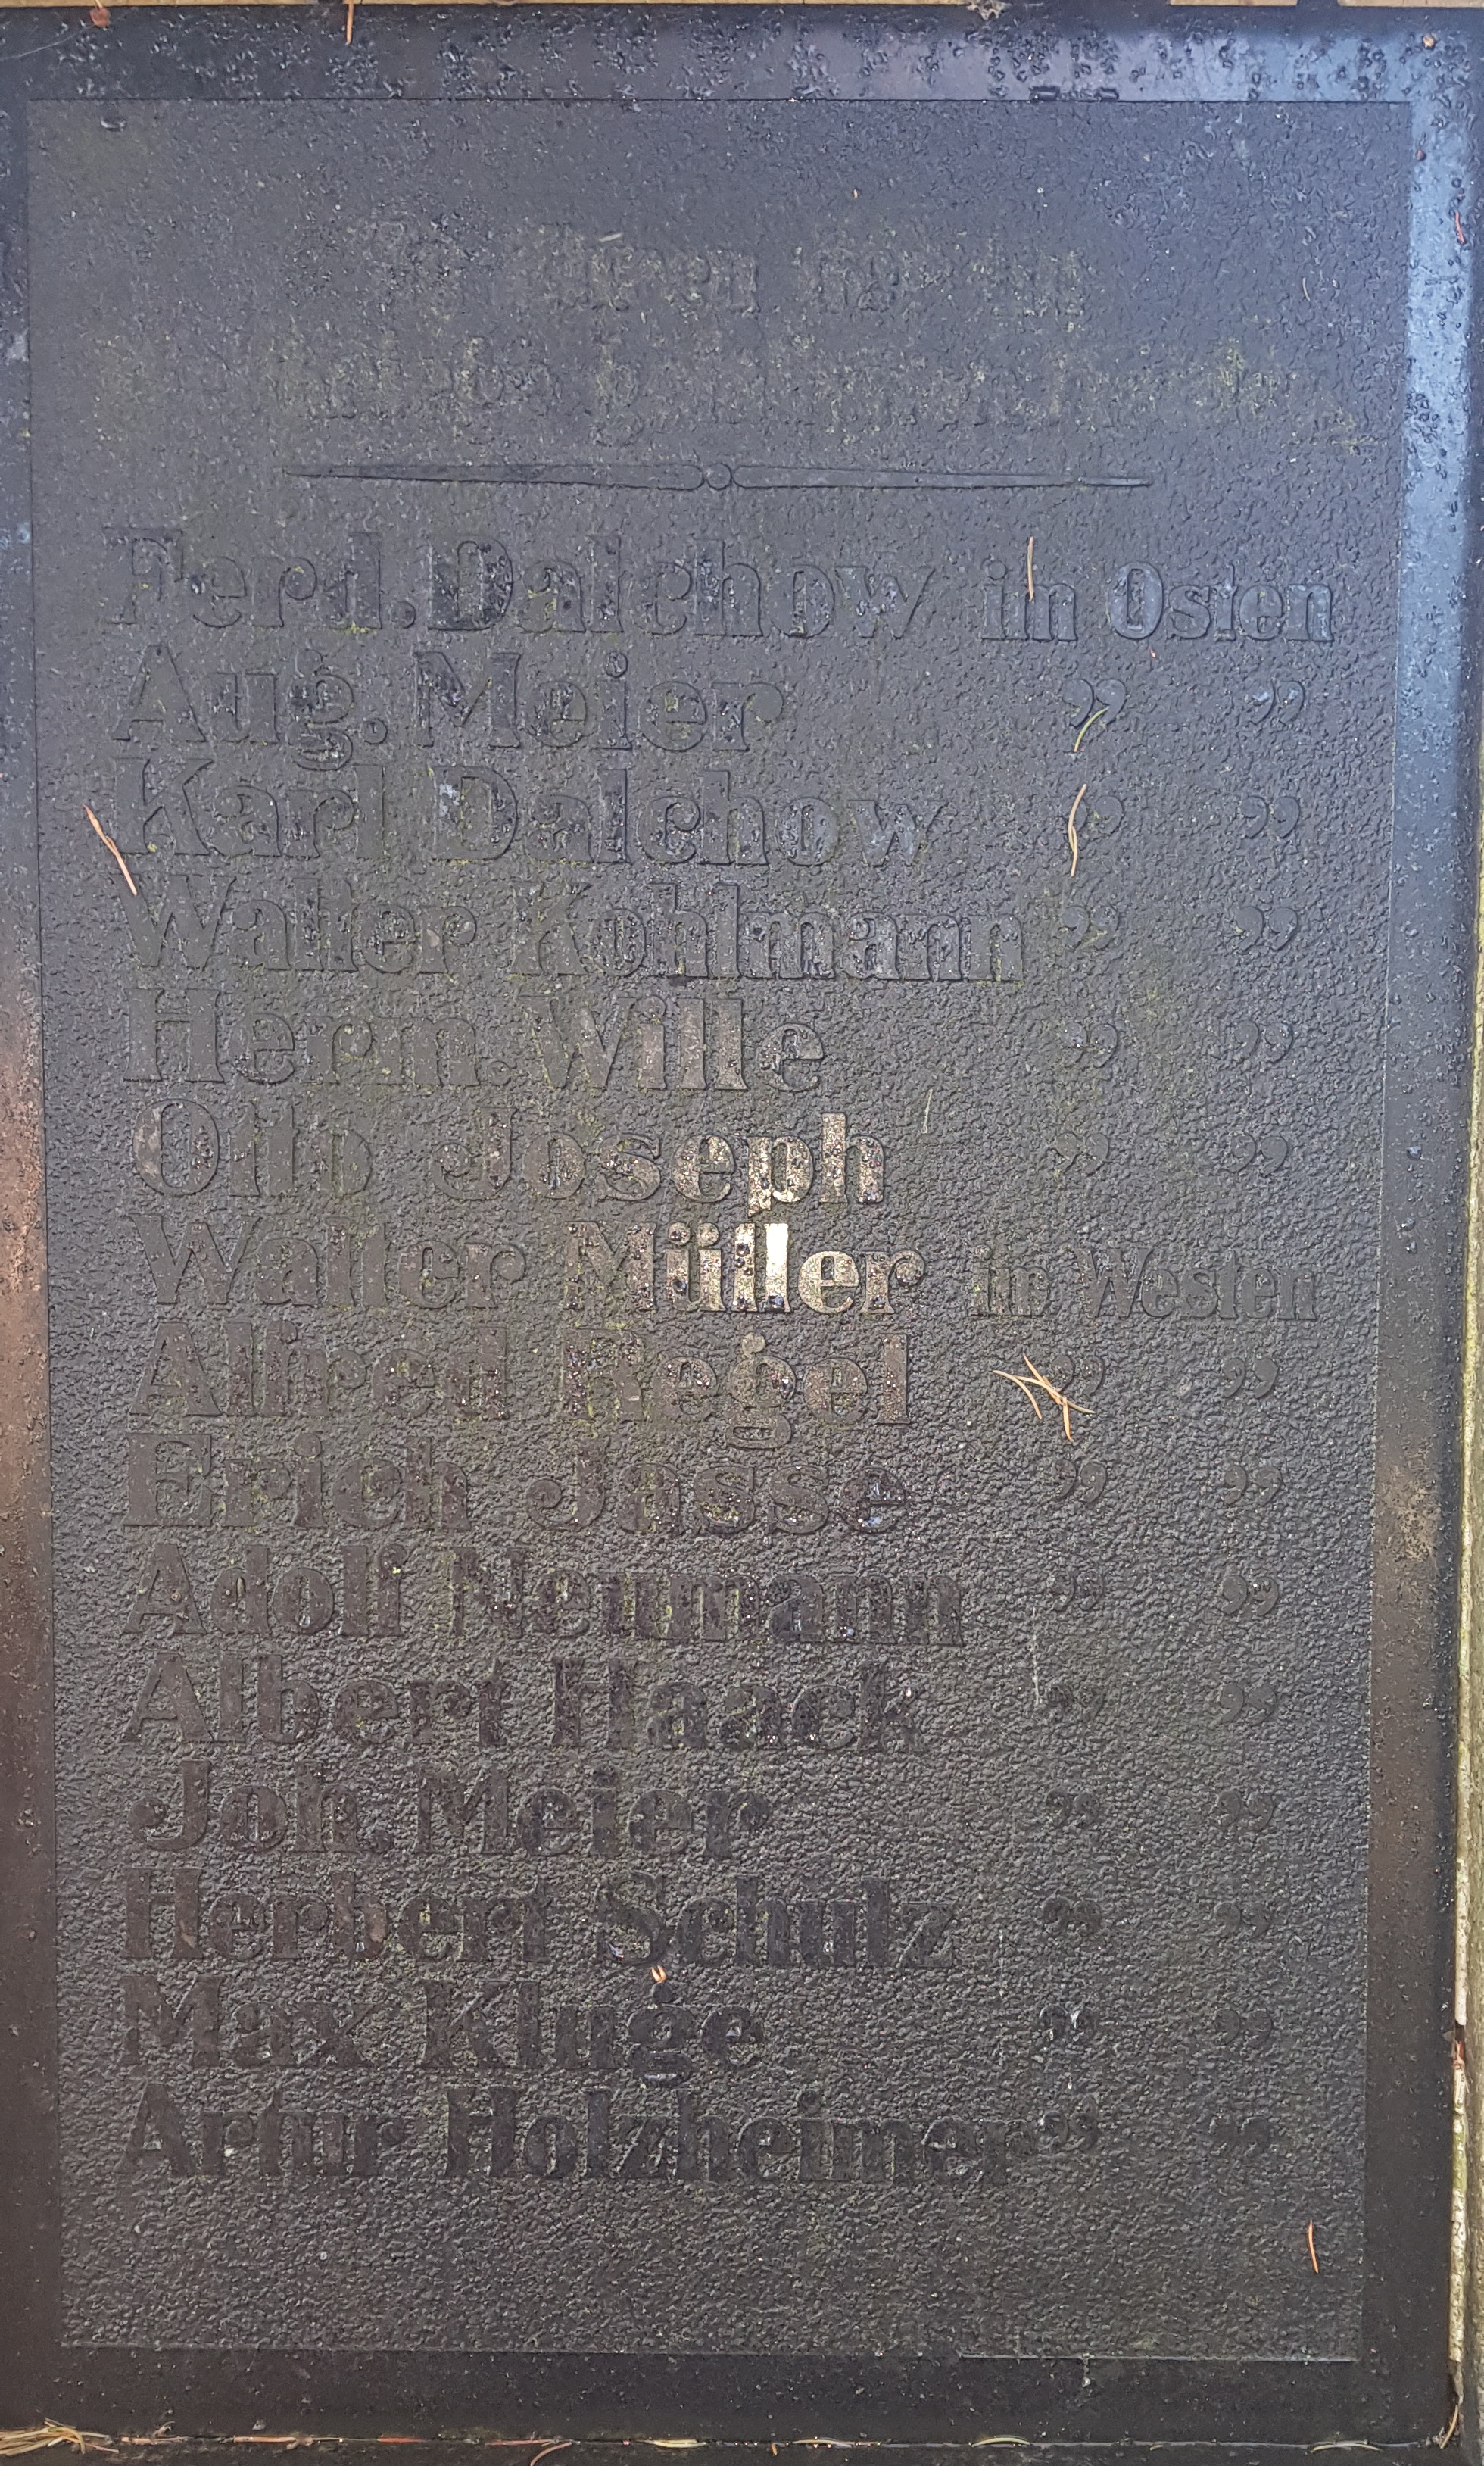 Ferd. Dalchow im Osten
Aug. Meier " "
Karl Dalchow " "
Walter Kohlmann " "
Herm. Wille " "
Otto Joseph " "
Walter Müller im Westen
Alfred Regel " "
Erich Jasse " "
Adolf Neumann " "
Albert Haack " "
Joh. Meier " "
Herbert Schulz " "
Max Kluge " "
Artur Holzheimer " "